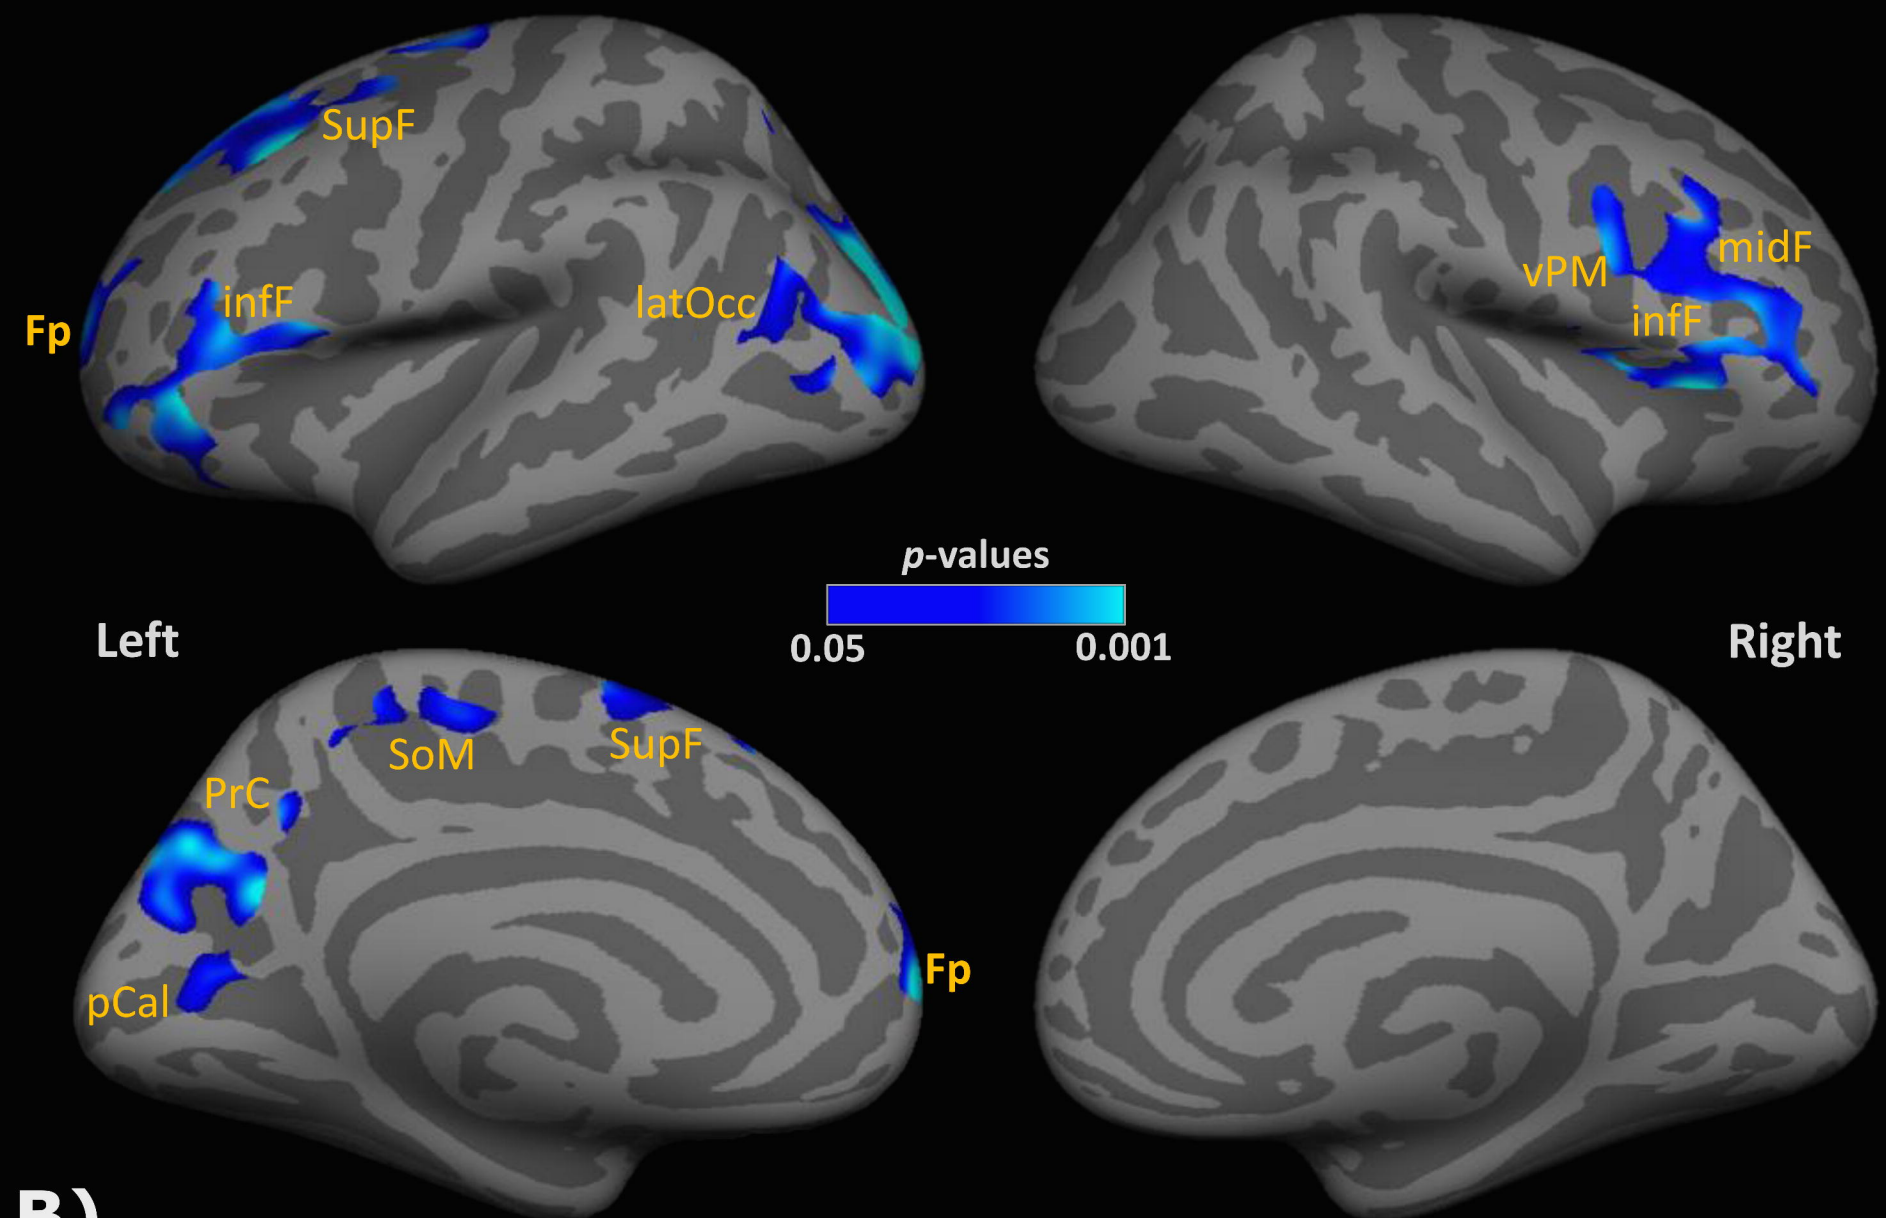 SupF
infF
Fp
latOcc
vPM
midF
infF
p-values
0.05
0.001
Left
Right
SoM
SupF
PrC
pCal
Fp
B)